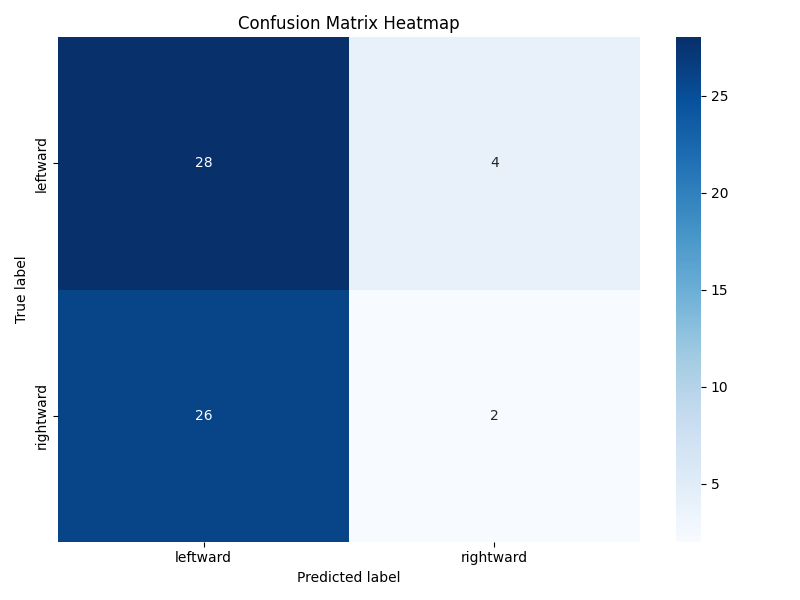 Confusion Matrix Heatmap
28
4
26
2
leftward
rightward
True label
leftward
rightward
Predicted label
25
20
15
10
5